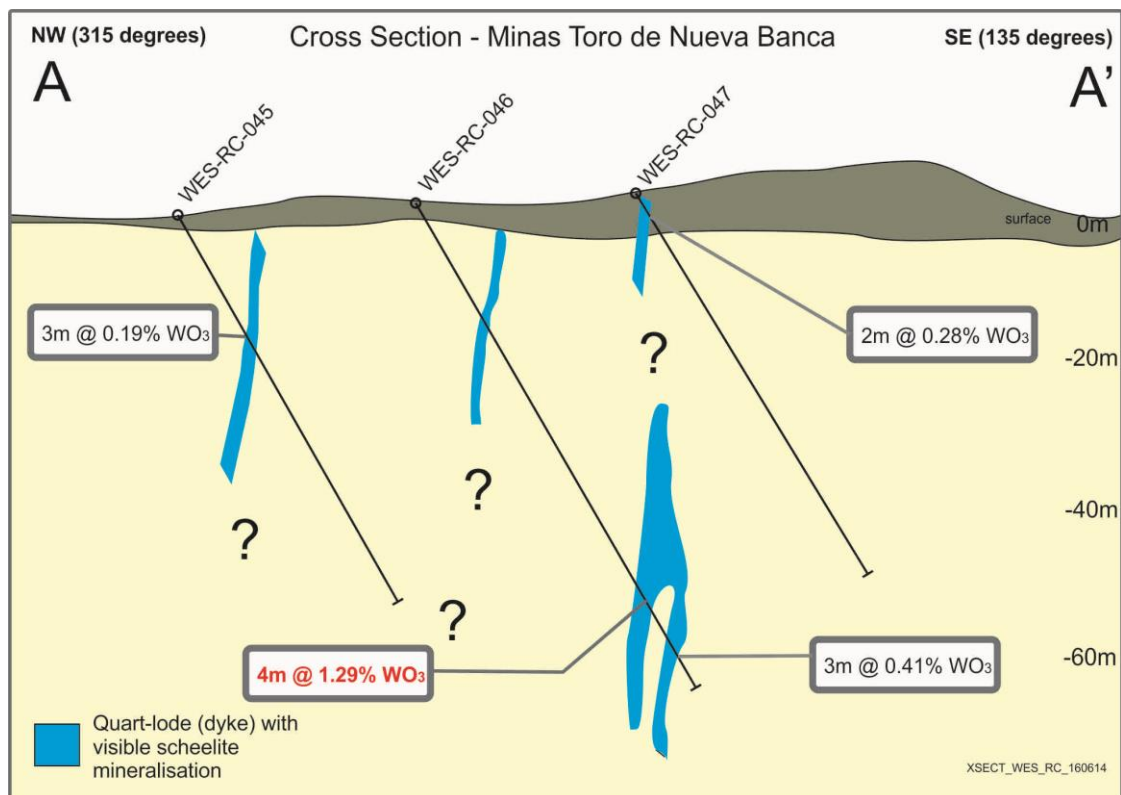 NW (315 degrees)
Cross Section - Minas Toro de Nueva Banca
SE (135 degrees)
A
A’
WES-RC-045
WES-RC-046
WES-RC-047
surface
0m
3m @ 0.19% WO₃
2m @ 0.28% WO₃
?
-20m
?
-40m
?
?
4m @ 1.29% WO₃
3m @ 0.41% WO₃
-60m
Quart-lode (dyke) with
visible scheelite
mineralisation
XSECT_WES_RC_160614